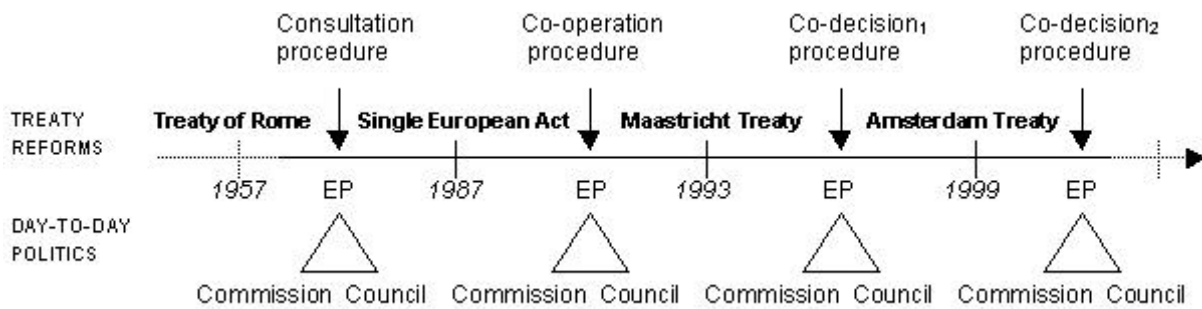 Consultation procedure
Co-operation procedure
Co-decision₁ procedure
Co-decision₂ procedure
TREATY REFORMS
Treaty of Rome
Single European Act
Maastricht Treaty
Amsterdam Treaty
1957 EP 1987 EP 1993 EP 1999 EP
DAY-TO-DAY POLITICS
Commission Council Commission Council Commission Council Commission Council